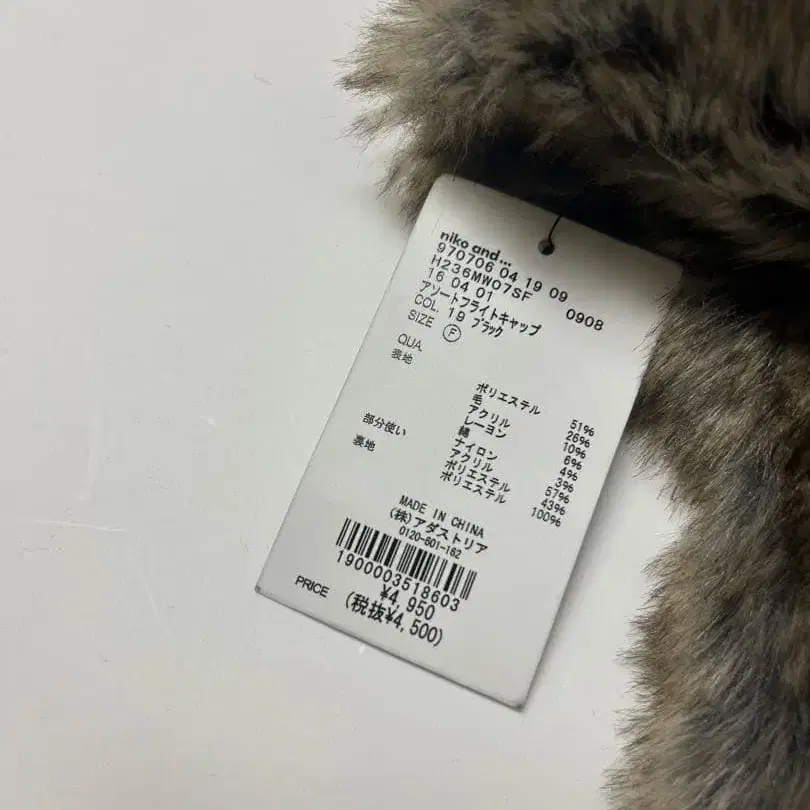 niko and...
970706 04 19 09
H236MW07SF 0908
16 04 01
アソートフライトキャップ
COL. 19 ブラック
SIZE Ⓕ
QUA.
表地
ポリエステル 51%
毛 26%
アクリル 10%
レーヨン 6%
綿 4%
ナイロン 3%
部分使い アクリル 57%
ポリエステル 43%
裏地 ポリエステル 100%
MADE IN CHINA
(株)アダストリア
0120-601-162
1900003518603
PRICE ¥4,950
(税抜¥4,500)